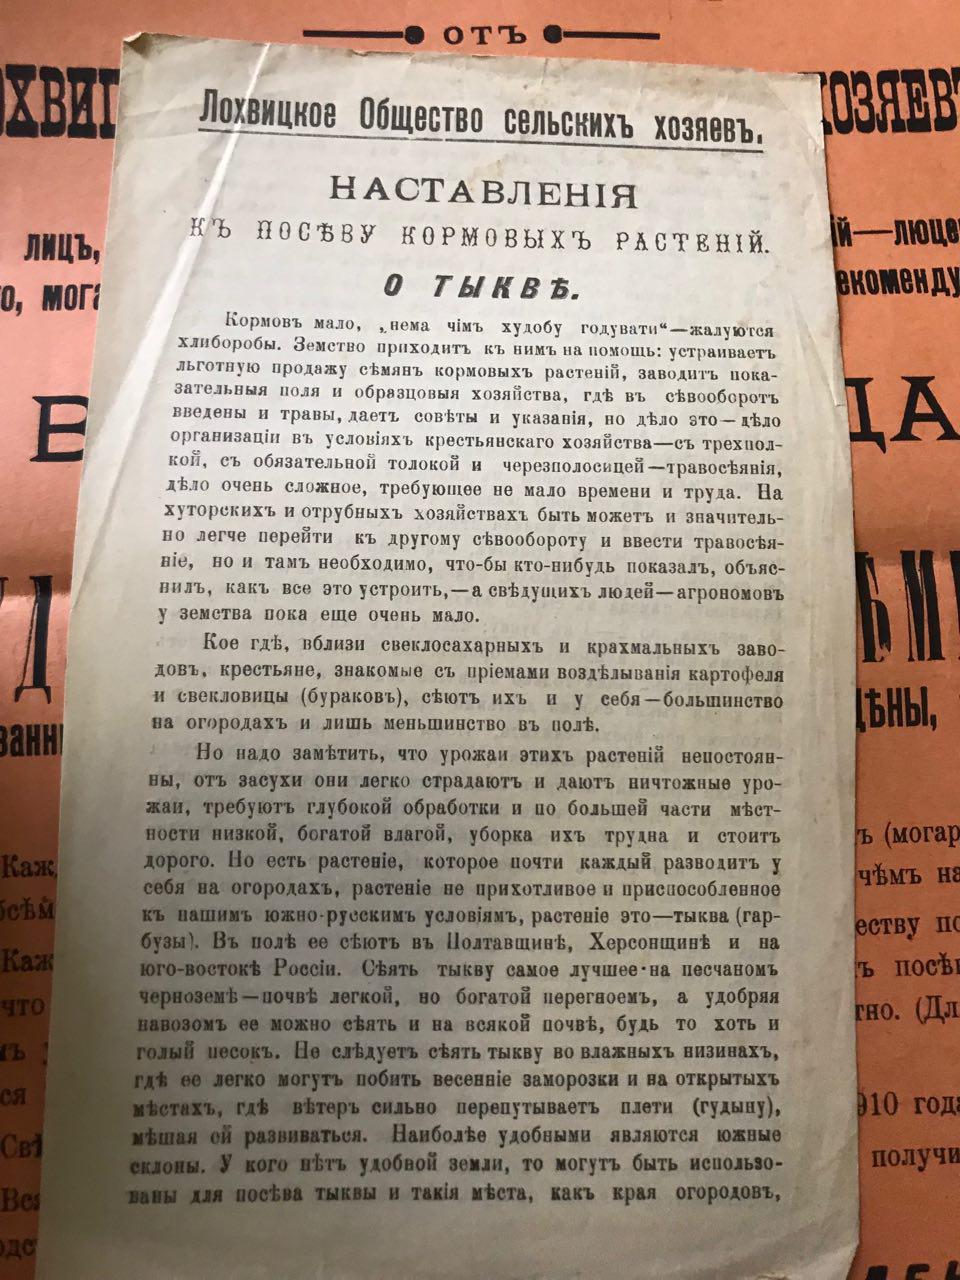 отъ
хозяевъ
Лохвицкое Общество сельскихъ хозяевъ.
НАСТАВЛЕНІЯ
КЪ ПОСѢВУ КОРМОВЫХЪ РАСТЕНІЙ.
О ТЫКВѢ.
Кормовъ мало, „нема чімъ худобу годувати“—жалуются
хлиборобы. Земство приходитъ къ нимъ на помощь: устраиваетъ
льготную продажу сѣмянъ кормовыхъ растеній, заводитъ пока-
зательныя поля и образцовыя хозяйства, гдѣ въ сѣвооборотъ
введены и травы, даетъ совѣты и указанія, но дѣло это—дѣло
организаціи въ условіяхъ крестьянскаго хозяйства—съ трехпол-
кой, съ обязательной толокой и черезполосицей—травосѣянія,
дѣло очень сложное, требующее не мало времени и труда. На
хуторскихъ и отрубныхъ хозяйствахъ быть можетъ и значитель-
но легче перейти къ другому сѣвообороту и ввести травосѣя-
ніе, но и тамъ необходимо, что-бы кто-нибудь показалъ, объяс-
нилъ, какъ все это устроить,—а свѣдущихъ людей—агрономовъ
у земства пока еще очень мало.
Кое гдѣ, вблизи свеклосахарныхъ и крахмальныхъ заво-
довъ, крестьяне, знакомые съ пріемами воздѣлыванія картофеля
и свекловицы (бураковъ), сѣютъ ихъ и у себя—большинство
на огородахъ и лишь меньшинство въ полѣ.
Но надо замѣтить, что урожаи этихъ растеній непостоян-
ны, отъ засухи они легко страдаютъ и даютъ ничтожные уро-
жаи, требуютъ глубокой обработки и по большей части мѣст-
ности низкой, богатой влагой, уборка ихъ трудна и стоитъ
дорого. Но есть растеніе, которое почти каждый разводитъ у
себя на огородахъ, растеніе не прихотливое и приспособленное
къ нашимъ южно-русскимъ условіямъ, растеніе это—тыква (гар-
бузы). Въ полѣ ее сѣютъ въ Полтавщинѣ, Херсонщинѣ и на
юго-востокѣ Россіи. Сѣять тыкву самое лучшее на песчаномъ
черноземѣ—почвѣ легкой, но богатой перегноемъ, а удобряя
навозомъ ее можно сѣять и на всякой почвѣ, будь то хоть и
голый песокъ. Не слѣдуетъ сѣять тыкву во влажныхъ низинахъ,
гдѣ ее легко могутъ побить весенніе заморозки и на открытыхъ
мѣстахъ, гдѣ вѣтеръ сильно перепутываетъ плети (гудыну),
мѣшая ей развиваться. Наиболѣе удобными являются южные
склоны. У кого нѣтъ удобной земли, то могутъ быть использо-
ваны для посѣва тыквы и такія мѣста, какъ края огородовъ,
лицъ,
(могар
чѣмъ на
посѣ
(Дл
910 года
получи